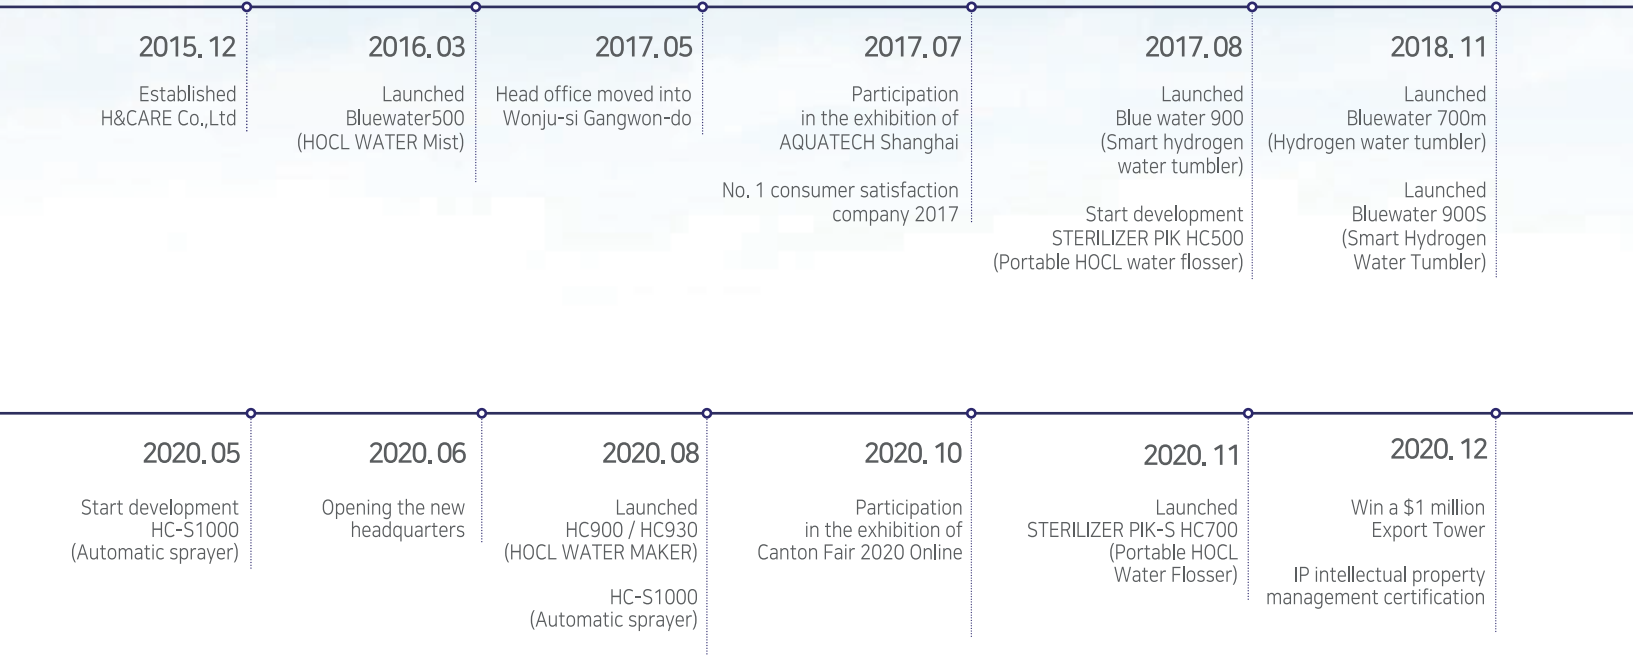 2015. 12
Established
H&CARE Co.,Ltd
2016. 03
Launched
Bluewater500
(HOCL WATER Mist)
2017. 05
Head office moved into
Wonju-si Gangwon-do
2017. 07
Participation
in the exhibition of
AQUATECH Shanghai
No. 1 consumer satisfaction
company 2017
2017. 08
Launched
Blue water 900
(Smart hydrogen
water tumbler)
Start development
STERILIZER PIK HC500
(Portable HOCL water flosser)
2018. 11
Launched
Bluewater 700m
(Hydrogen water tumbler)
Launched
Bluewater 900S
(Smart Hydrogen
Water Tumbler)
2020. 05
Start development
HC-S1000
(Automatic sprayer)
2020. 06
Opening the new
headquarters
2020. 08
Launched
HC900 / HC930
(HOCL WATER MAKER)
HC-S1000
(Automatic sprayer)
2020. 10
Participation
in the exhibition of
Canton Fair 2020 Online
2020. 11
Launched
STERILIZER PIK-S HC700
(Portable HOCL
Water Flosser)
2020. 12
Win a $1 million
Export Tower
IP intellectual property
management certification